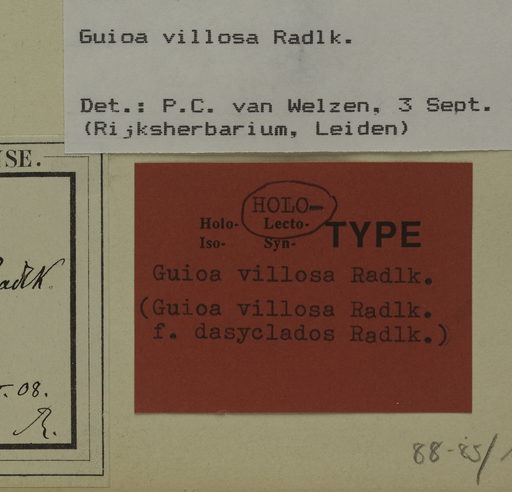 Guioa villosa Radlk.
Det.: P.C. van Welzen, 3 Sept.
(Rijksherbarium, Leiden)
HOLO-
Holo- Lecto-
Iso- Syn-
TYPE
Guioa villosa Radlk.
(Guioa villosa Radlk.
f. dasyclados Radlk.)
08.
R.